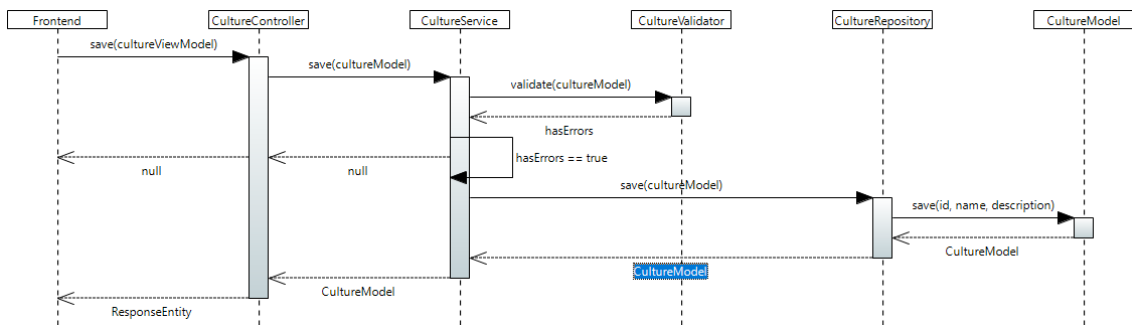 Frontend
CultureController
CultureService
CultureValidator
CultureRepository
CultureModel
save(cultureViewModel)
save(cultureModel)
validate(cultureModel)
hasErrors
hasErrors == true
null
null
save(cultureModel)
save(id, name, description)
CultureModel
CultureModel
CultureModel
ResponseEntity